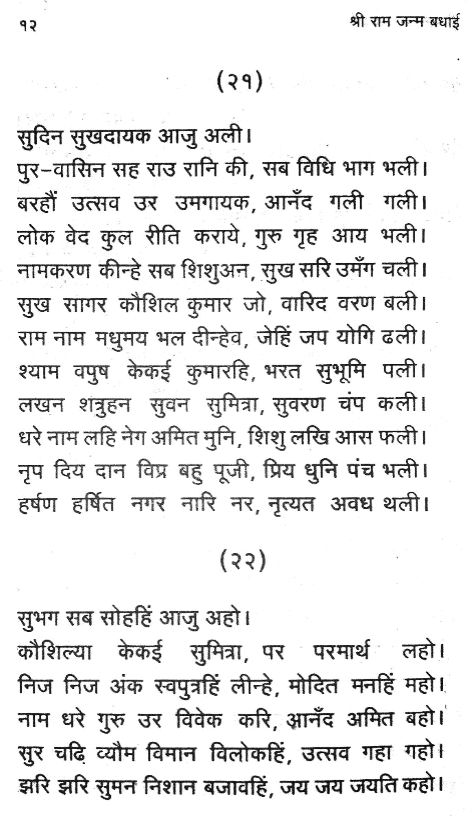 १२
श्री राम जन्म बधाई
(२१)
सुदिन सुखदायक आजु अली।
पुर-वासिन सह राउ रानि की, सब विधि भाग भली।
बरहौं उत्सव उर उमगायक, आनँद गली गली।
लोक वेद कुल रीति कराये, गुरु गृह आय भली।
नामकरण कीन्हे सब शिशुअन, सुख सरि उमँग चली।
सुख सागर कौशिल कुमार जो, वारिद वरण बली।
राम नाम मधुमय भल दीन्हेव, जेहिं जप योगि ढली।
श्याम वपुष केकई कुमारहि, भरत सुभूमि पली।
लखन शत्रुहन सुवन सुमित्रा, सुवरण चंप कली।
धरे नाम लहि नेग अमित मुनि, शिशु लखि आस फली।
नृप दिय दान विप्र बहु पूजी, प्रिय धुनि पंच भली।
हर्षण हर्षित नगर नारि नर, नृत्यत अवध थली।
(२२)
सुभग सब सोहहिं आजु अहो।
कौशिल्या केकई सुमित्रा, पर परमार्थ लहो।
निज निज अंक स्वपुत्रहिं लीन्हे, मोदित मनहिं महो।
नाम धरे गुरु उर विवेक करि, आनँद अमित बहो।
सुर चढ़ि व्यौम विमान विलोकहिं, उत्सव गहा गहो।
झरि झरि सुमन निशान बजावहिं, जय जय जयति कहो।